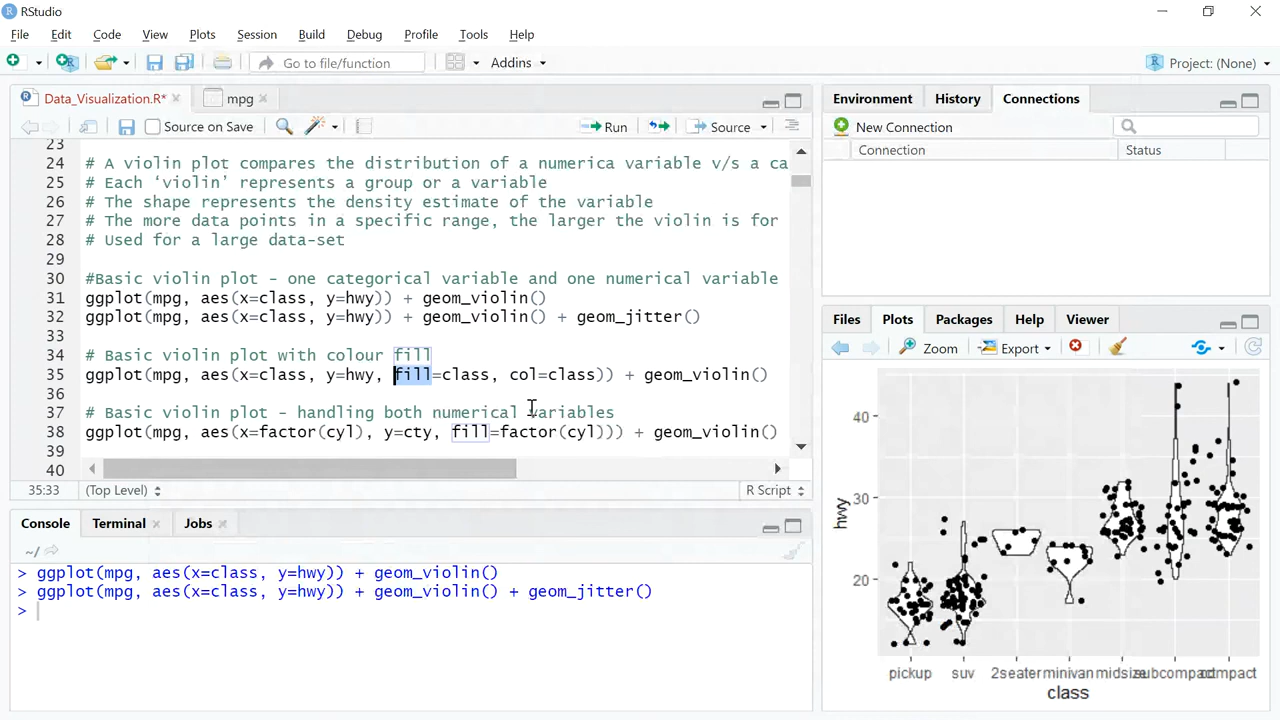 RStudio
File Edit Code View Plots Session Build Debug Profile Tools Help
Go to file/function Addins Project: (None)
Data_Visualization.R* mpg
Source on Save Run Source
23
24 # A violin plot compares the distribution of a numerica variable v/s a ca
25 # Each ‘violin’ represents a group or a variable
26 # The shape represents the density estimate of the variable
27 # The more data points in a specific range, the larger the violin is for
28 # Used for a large data-set
29
30 #Basic violin plot - one categorical variable and one numerical variable
31 ggplot(mpg, aes(x=class, y=hwy)) + geom_violin()
32 ggplot(mpg, aes(x=class, y=hwy)) + geom_violin() + geom_jitter()
33
34 # Basic violin plot with colour fill
35 ggplot(mpg, aes(x=class, y=hwy, fill=class, col=class)) + geom_violin()
36
37 # Basic violin plot - handling both numerical variables
38 ggplot(mpg, aes(x=factor(cyl), y=cty, fill=factor(cyl))) + geom_violin()
39
40
35:33 (Top Level) R Script
Console Terminal Jobs
~/
> ggplot(mpg, aes(x=class, y=hwy)) + geom_violin()
> ggplot(mpg, aes(x=class, y=hwy)) + geom_violin() + geom_jitter()
>
Environment History Connections
New Connection
Connection Status
Files Plots Packages Help Viewer
Zoom Export
40
30
20
hwy
pickup suv 2seater minivan midsize subcompact compact
class